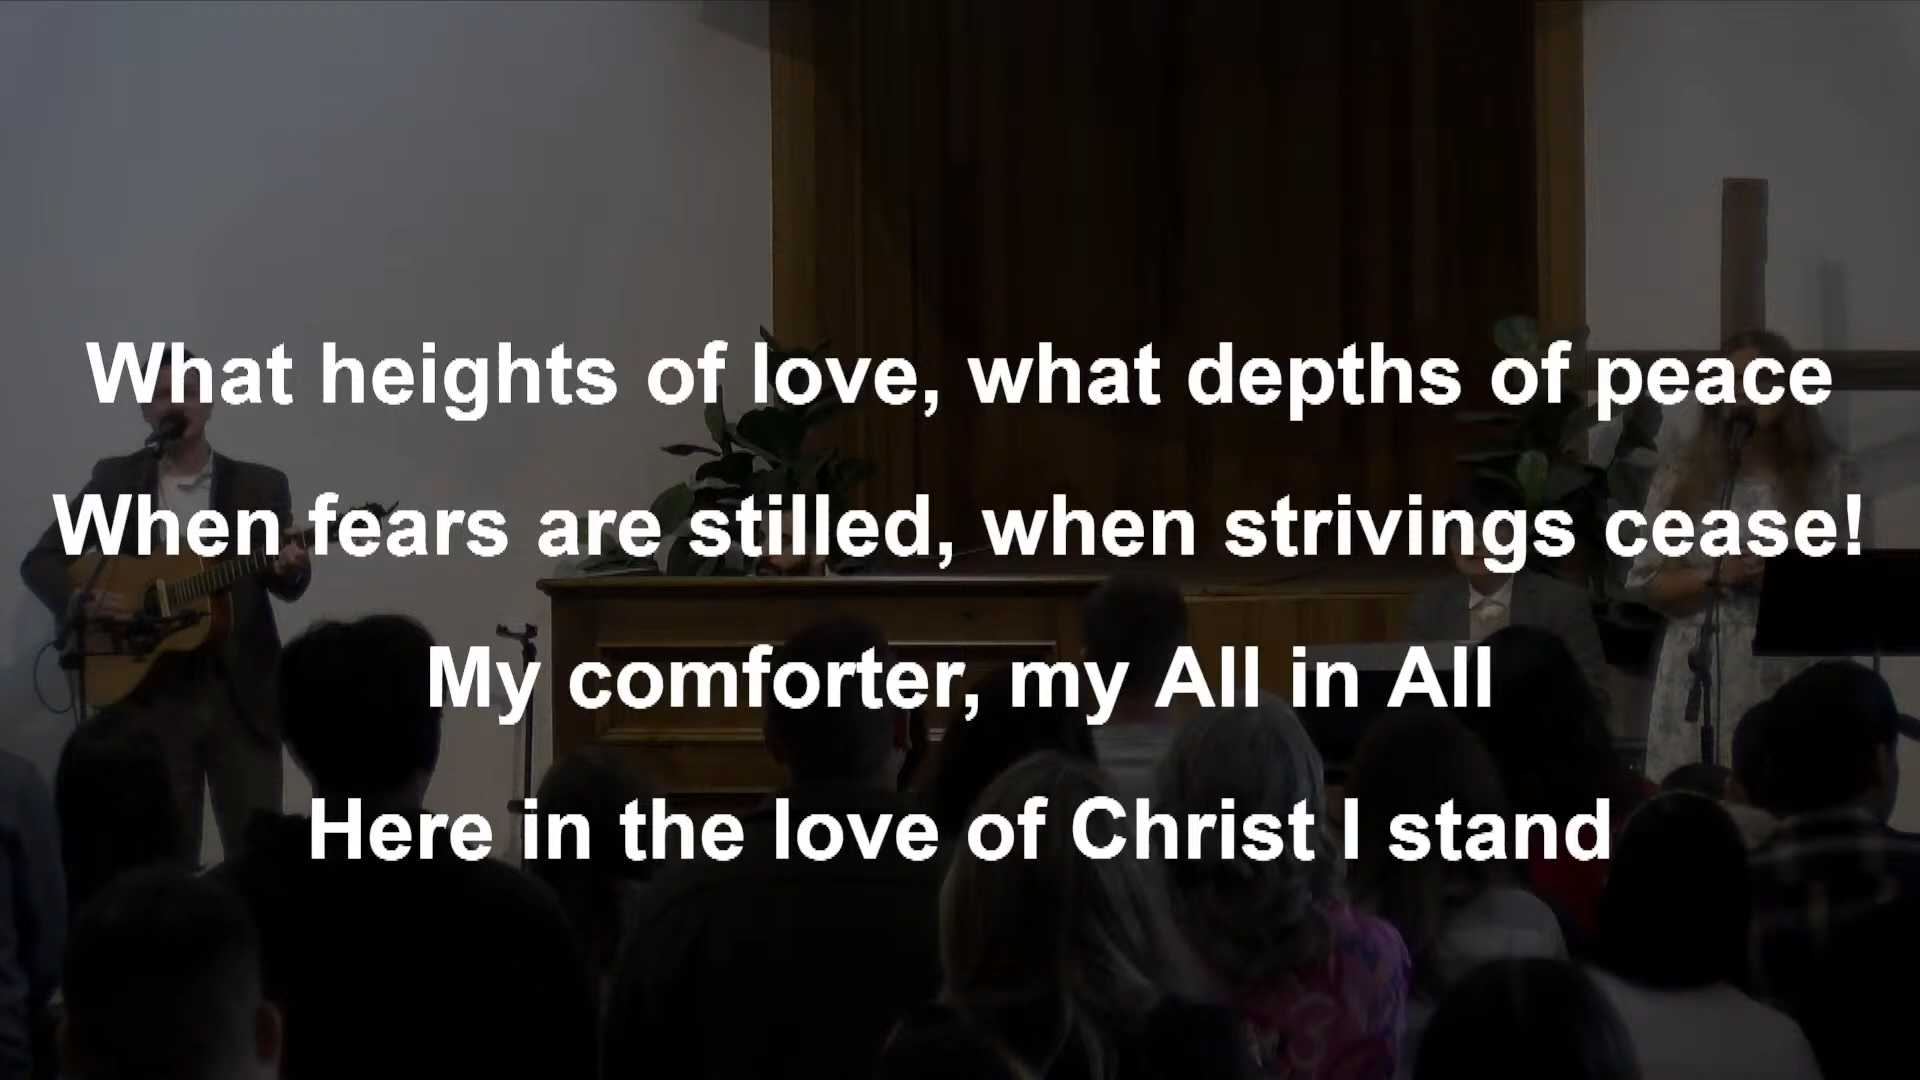 What heights of love, what depths of peace
When fears are stilled, when strivings cease!
My comforter, my All in All
Here in the love of Christ I stand